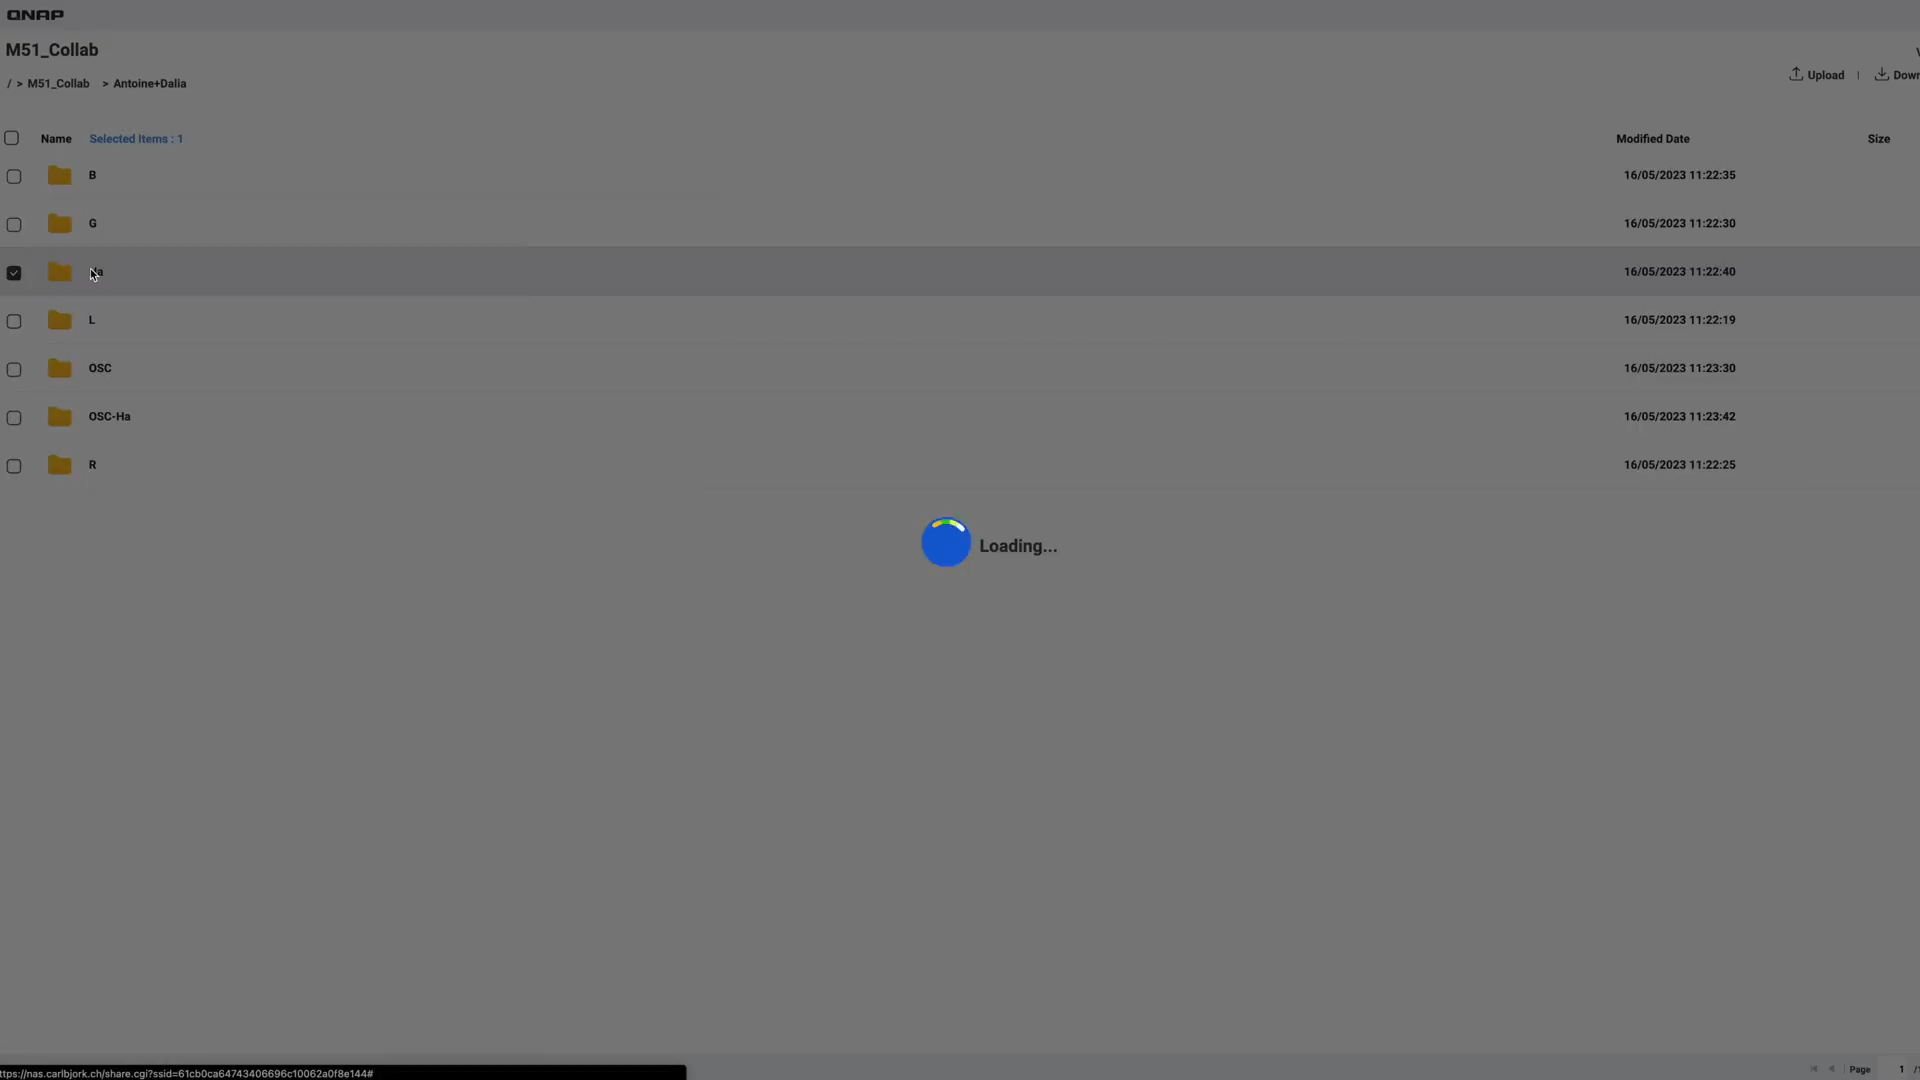 QNAP
M51_Collab
/ > M51_Collab > Antoine+Dalia
Upload | Down
Name Selected Items : 1 Modified Date Size
B 16/05/2023 11:22:35
G 16/05/2023 11:22:30
16/05/2023 11:22:40
L 16/05/2023 11:22:19
OSC 16/05/2023 11:23:30
OSC-Ha 16/05/2023 11:23:42
R 16/05/2023 11:22:25
Loading...
ttps://nas.carlbjork.ch/share.cgi?ssid=61cb0ca64743406696c10062a0f8e144#
Page 1 /